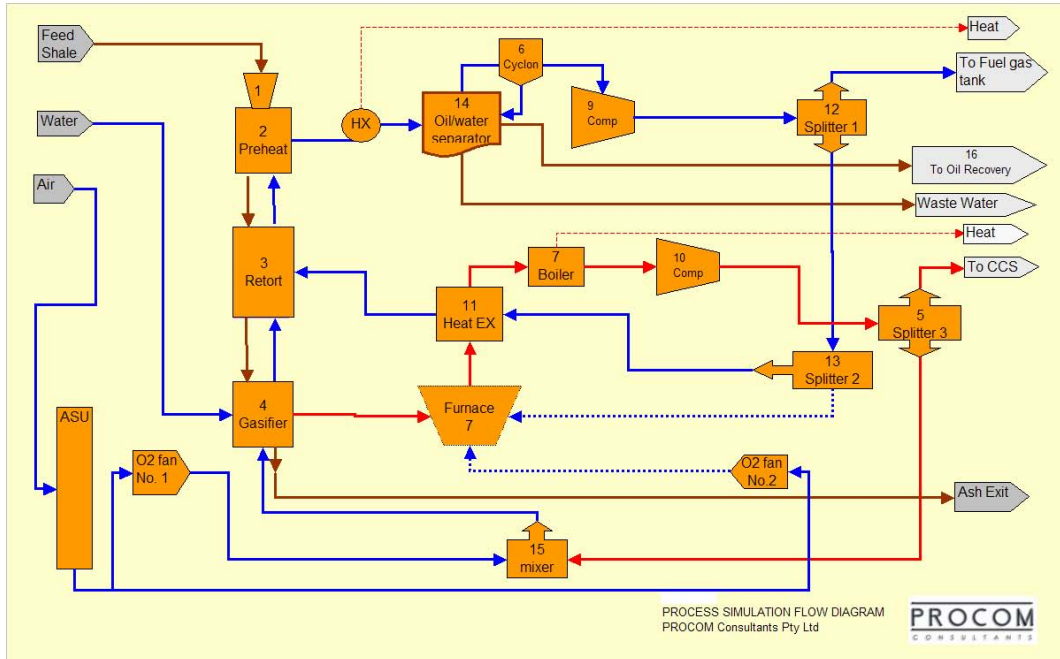 Feed
Shale
1
Water
2
Preheat
HX
Air
3
Retort
4
Gasifier
ASU
O2 fan
No. 1
6
Cyclon
14
Oil/water
separator
9
Comp
12
Splitter 1
Heat
To Fuel gas
tank
16
To Oil Recovery
Waste Water
Heat
To CCS
7
Boiler
10
Comp
11
Heat EX
5
Splitter 3
13
Splitter 2
Furnace
7
O2 fan
No.2
Ash Exit
15
mixer
PROCESS SIMULATION FLOW DIAGRAM
PROCOM Consultants Pty Ltd
PROCOM
CONSULTANTS